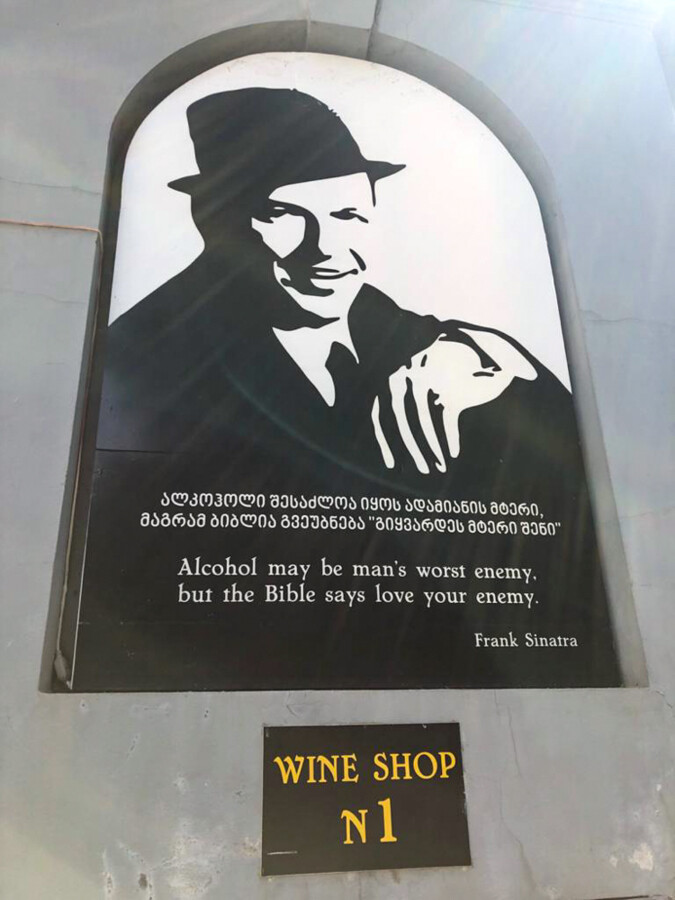 ალკოჰოლი შესაძლოა იყოს ადამიანის მტერი,
მაგრამ ბიბლია გვეუბნება "გიყვარდეს მტერი შენი"
Alcohol may be man's worst enemy,
but the Bible says love your enemy.
Frank Sinatra
WINE SHOP
N1